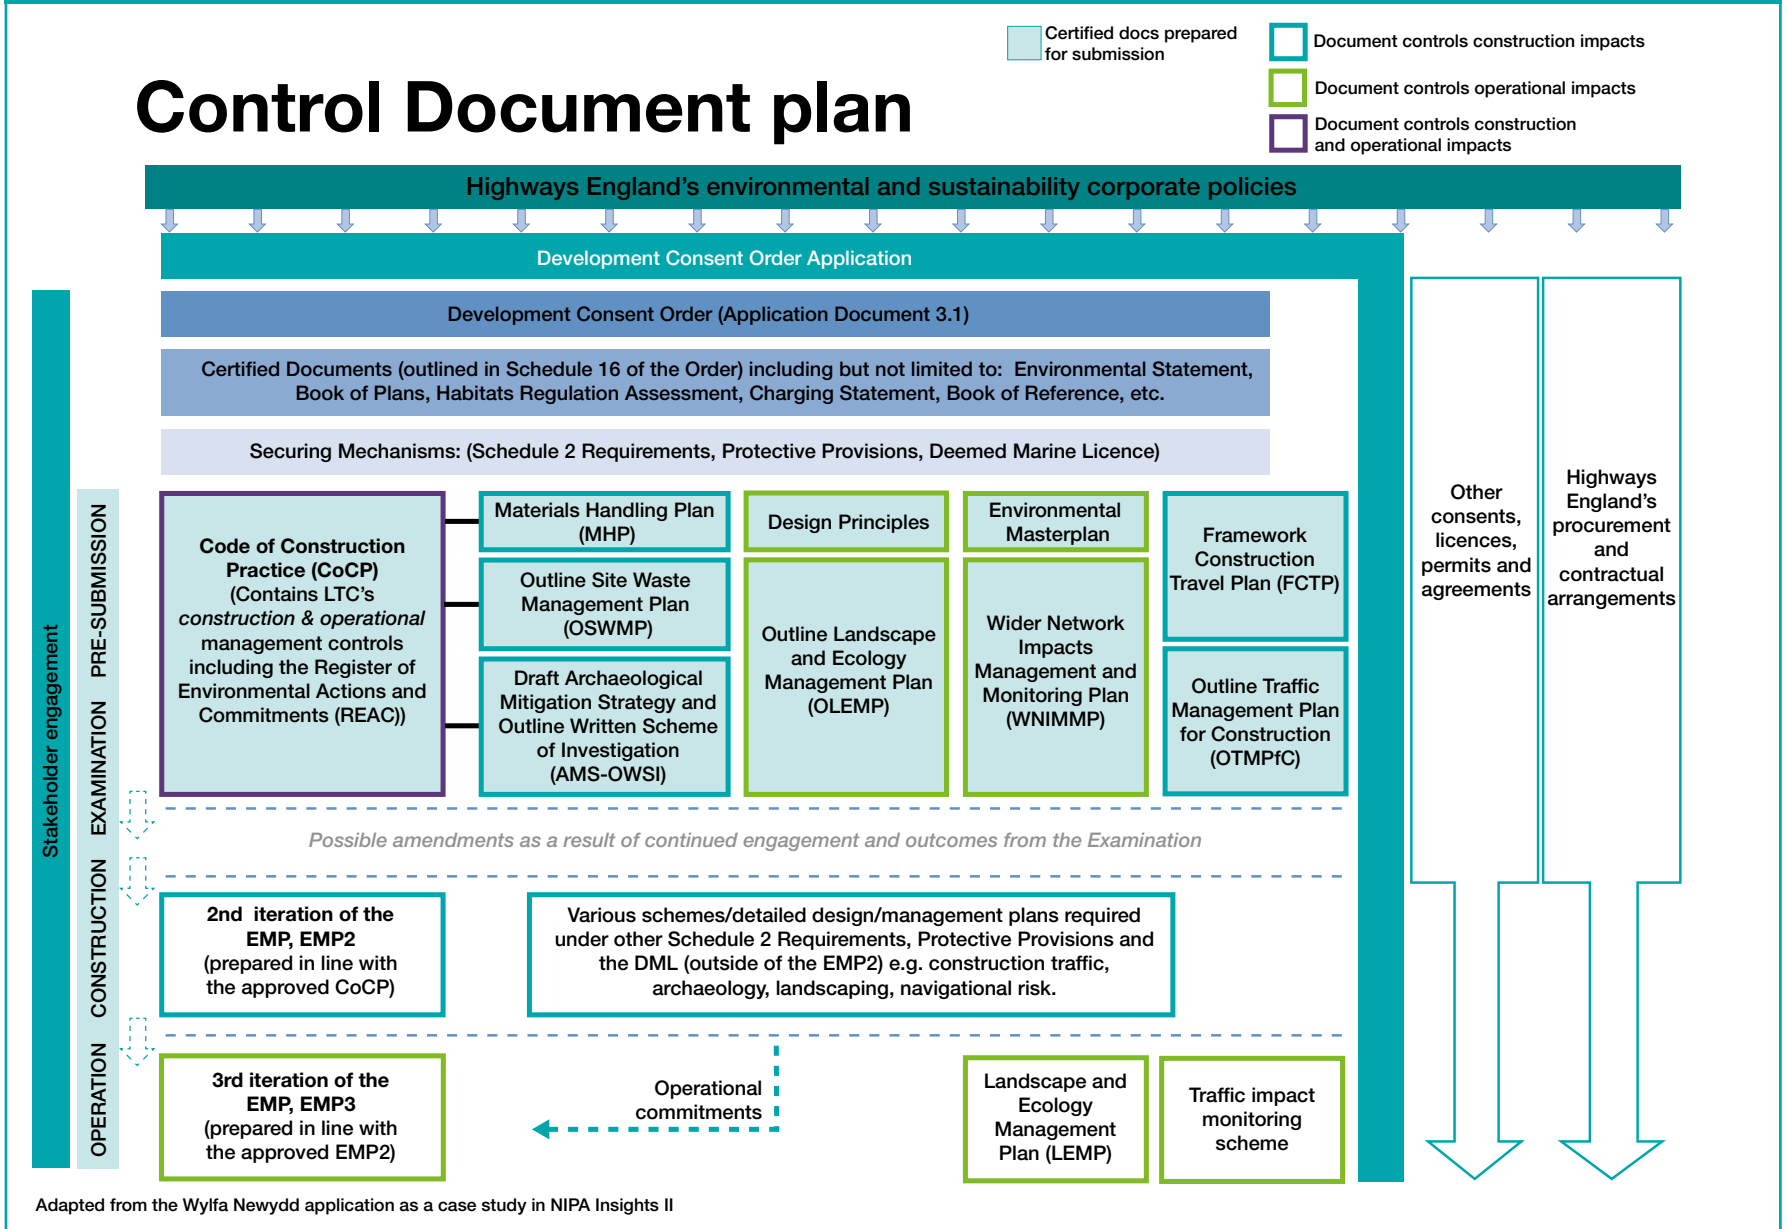 Certified docs prepared
for submission
Document controls construction impacts
Document controls operational impacts
Document controls construction
and operational impacts
Control Document plan
Highways England’s environmental and sustainability corporate policies
Development Consent Order Application
Development Consent Order (Application Document 3.1)
Certified Documents (outlined in Schedule 16 of the Order) including but not limited to:  Environmental Statement,
Book of Plans, Habitats Regulation Assessment, Charging Statement, Book of Reference, etc.
Securing Mechanisms: (Schedule 2 Requirements, Protective Provisions, Deemed Marine Licence)
Stakeholder engagement
PRE-SUBMISSION
EXAMINATION
CONSTRUCTION
OPERATION
Code of Construction
Practice (CoCP)
(Contains LTC’s
construction & operational
management controls
including the Register of
Environmental Actions and
Commitments (REAC))
Materials Handling Plan
(MHP)
Outline Site Waste
Management Plan
(OSWMP)
Draft Archaeological
Mitigation Strategy and
Outline Written Scheme
of Investigation
(AMS-OWSI)
Design Principles
Outline Landscape
and Ecology
Management Plan
(OLEMP)
Environmental
Masterplan
Wider Network
Impacts
Management and
Monitoring Plan
(WNIMMP)
Framework
Construction
Travel Plan (FCTP)
Outline Traffic
Management Plan
for Construction
(OTMPfC)
Other
consents,
licences,
permits and
agreements
Highways
England’s
procurement
and
contractual
arrangements
Possible amendments as a result of continued engagement and outcomes from the Examination
2nd  iteration of the
EMP, EMP2
(prepared in line with
the approved CoCP)
Various schemes/detailed design/management plans required
under other Schedule 2 Requirements, Protective Provisions and
the DML (outside of the EMP2) e.g. construction traffic,
archaeology, landscaping, navigational risk.
3rd iteration of the
EMP, EMP3
(prepared in line with
the approved EMP2)
Operational
commitments
Landscape and
Ecology
Management
Plan (LEMP)
Traffic impact
monitoring
scheme
Adapted from the Wylfa Newydd application as a case study in NIPA Insights II